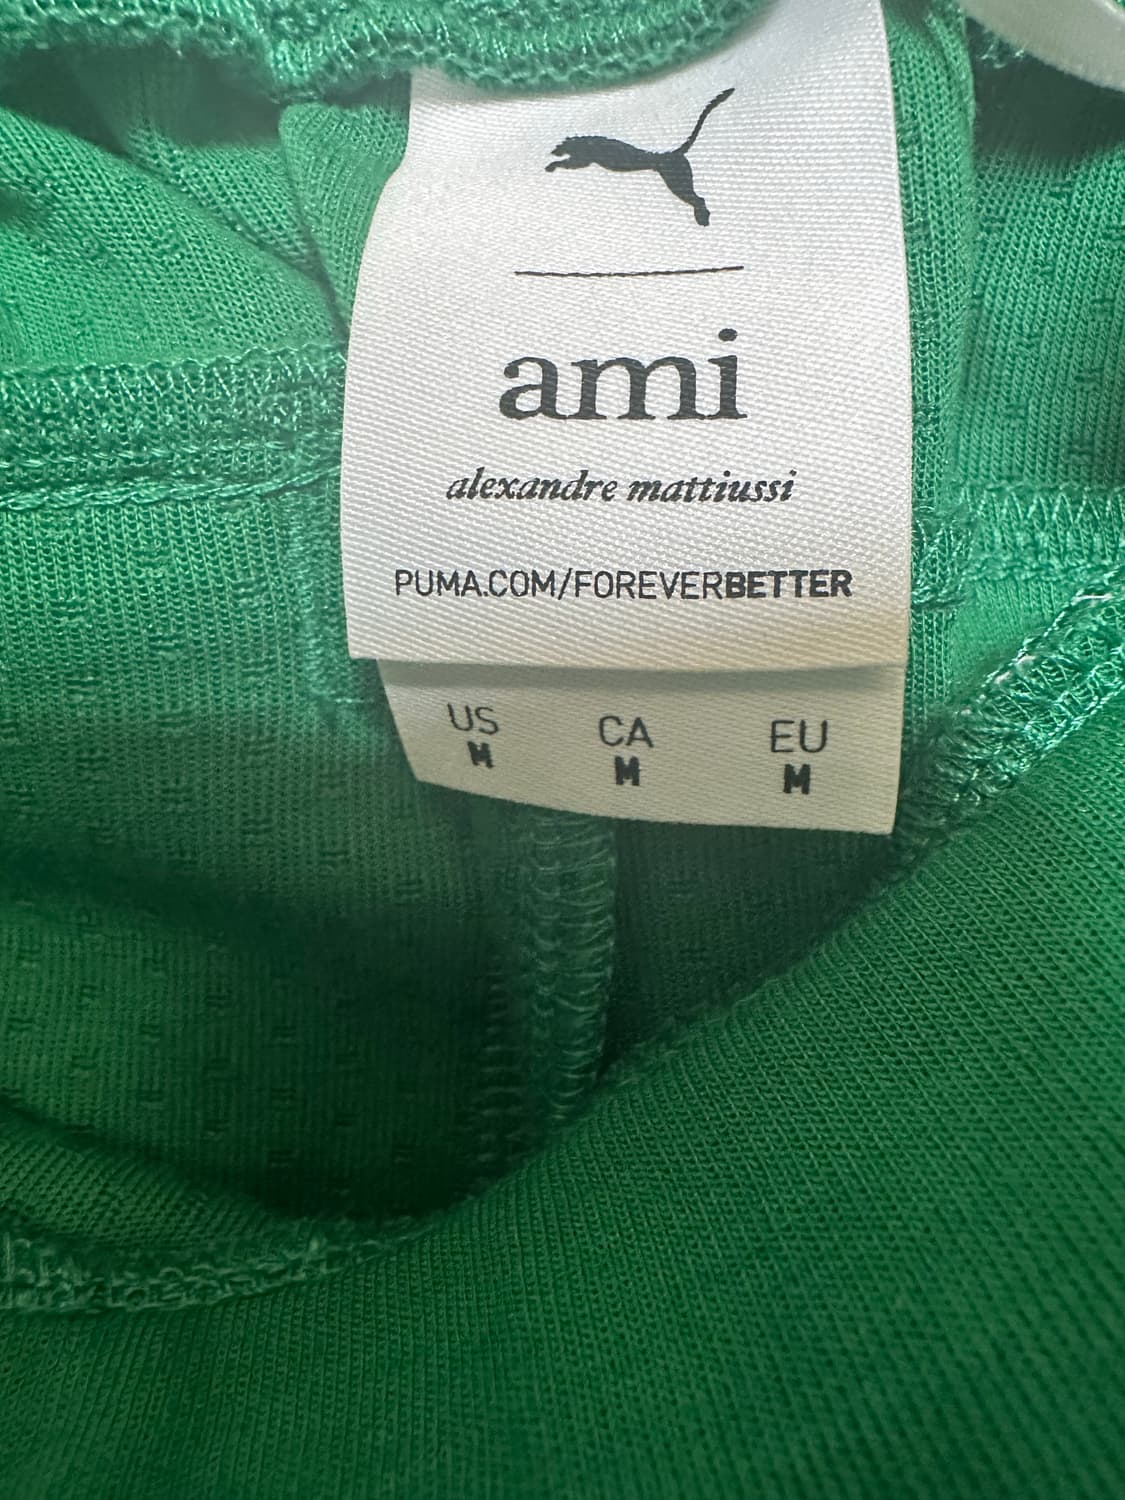 ami
alexandre mattiussi
PUMA.COM/FOREVERBETTER
US CA EU
M M M